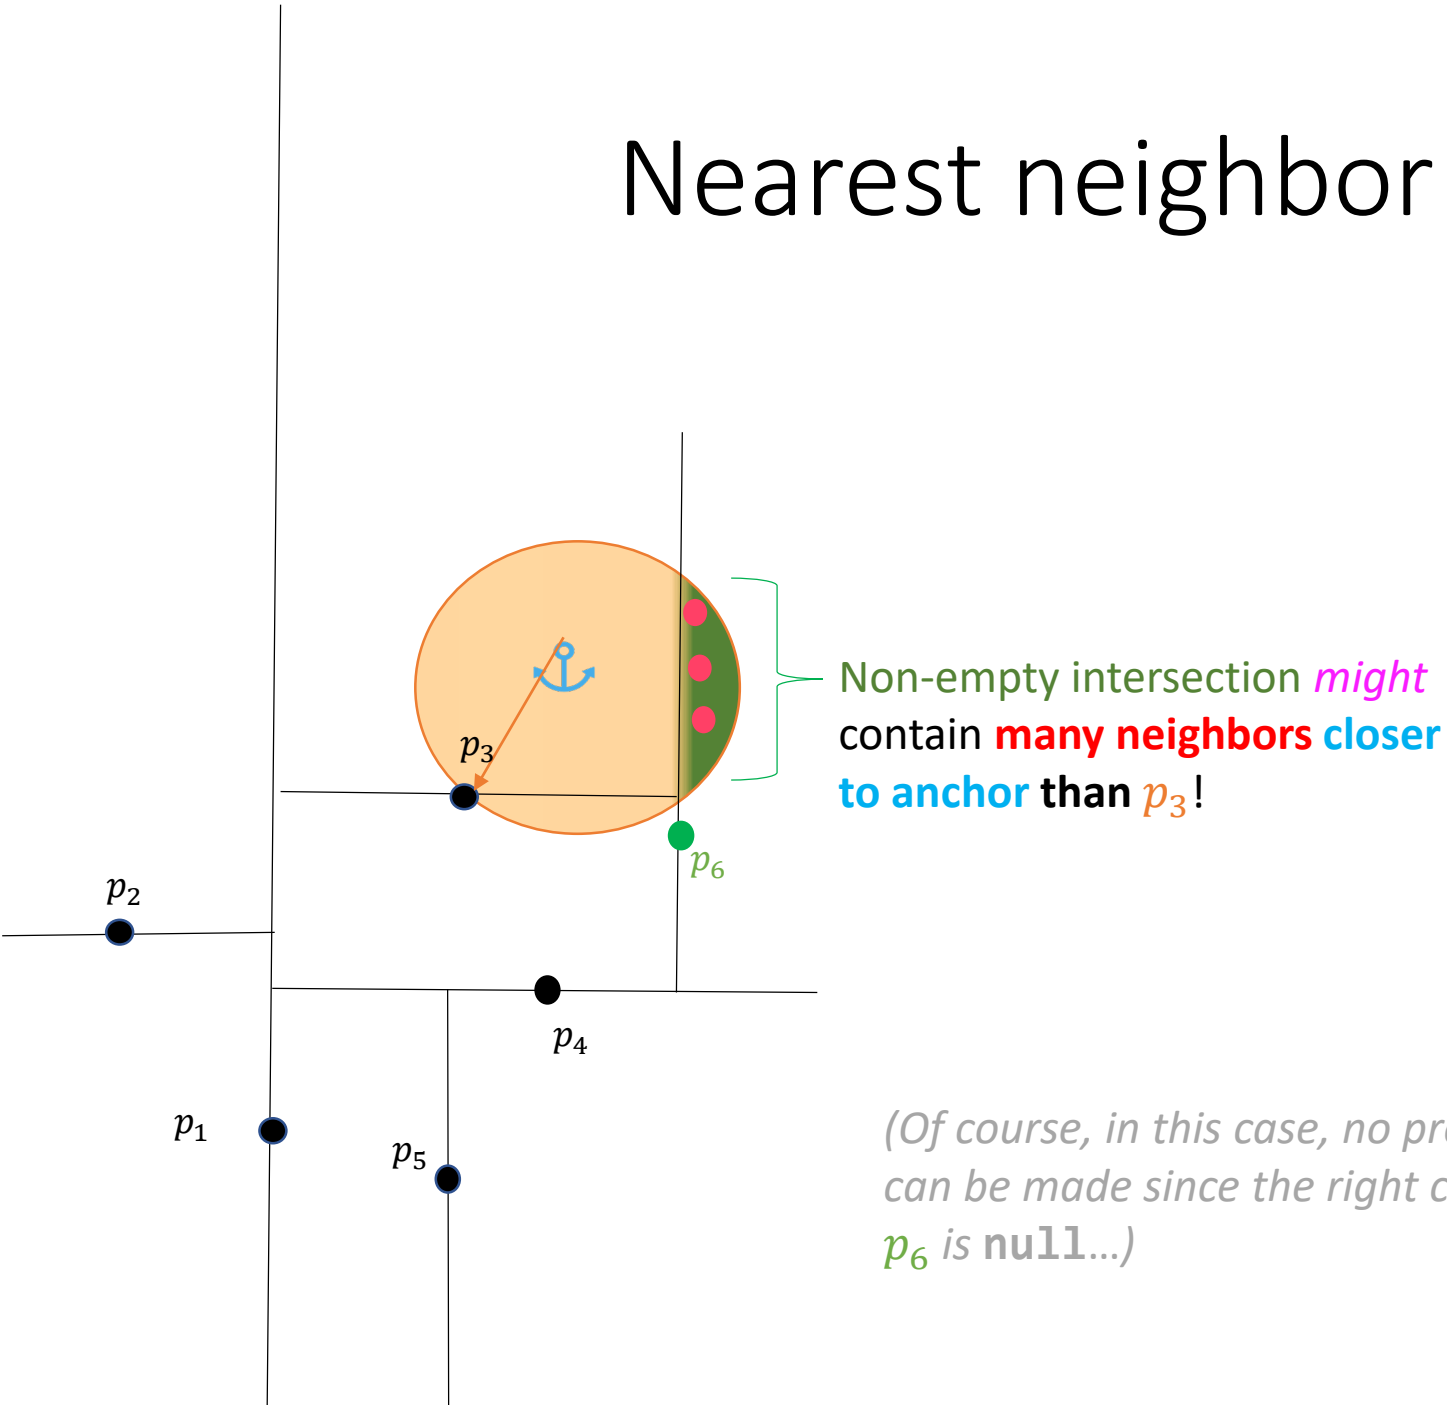 Nearest neighbor
Non-empty intersection might
contain many neighbors closer
to anchor than p₃!
p₃
p₆
p₂
p₄
p₁
p₅
(Of course, in this case, no
can be made since the right
p₆ is null…)